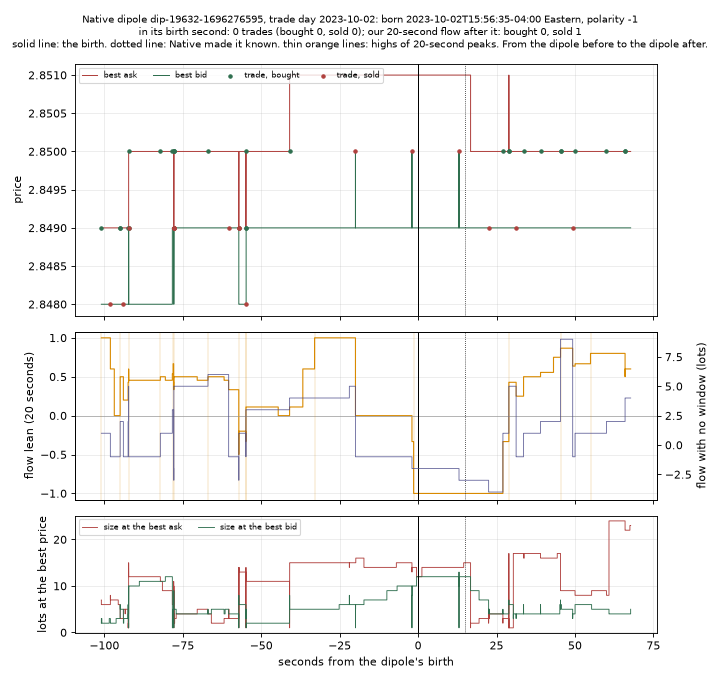 Native dipole dip-19632-1696276595, trade day 2023-10-02: born 2023-10-02T15:56:35-04:00 Eastern, polarity -1
in its birth second: 0 trades (bought 0, sold 0); our 20-second flow after it: bought 0, sold 1
solid line: the birth. dotted line: Native made it known. thin orange lines: highs of 20-second peaks. From the dipole before to the dipole after.
best ask
best bid
trade, bought
trade, sold
2.8510
2.8505
2.8500
2.8495
2.8490
2.8485
2.8480
price
1.0
0.5
0.0
−0.5
−1.0
flow lean (20 seconds)
7.5
5.0
2.5
0.0
−2.5
flow with no window (lots)
size at the best ask
size at the best bid
20
10
0
lots at the best price
−100
−75
−50
−25
0
25
50
75
seconds from the dipole's birth